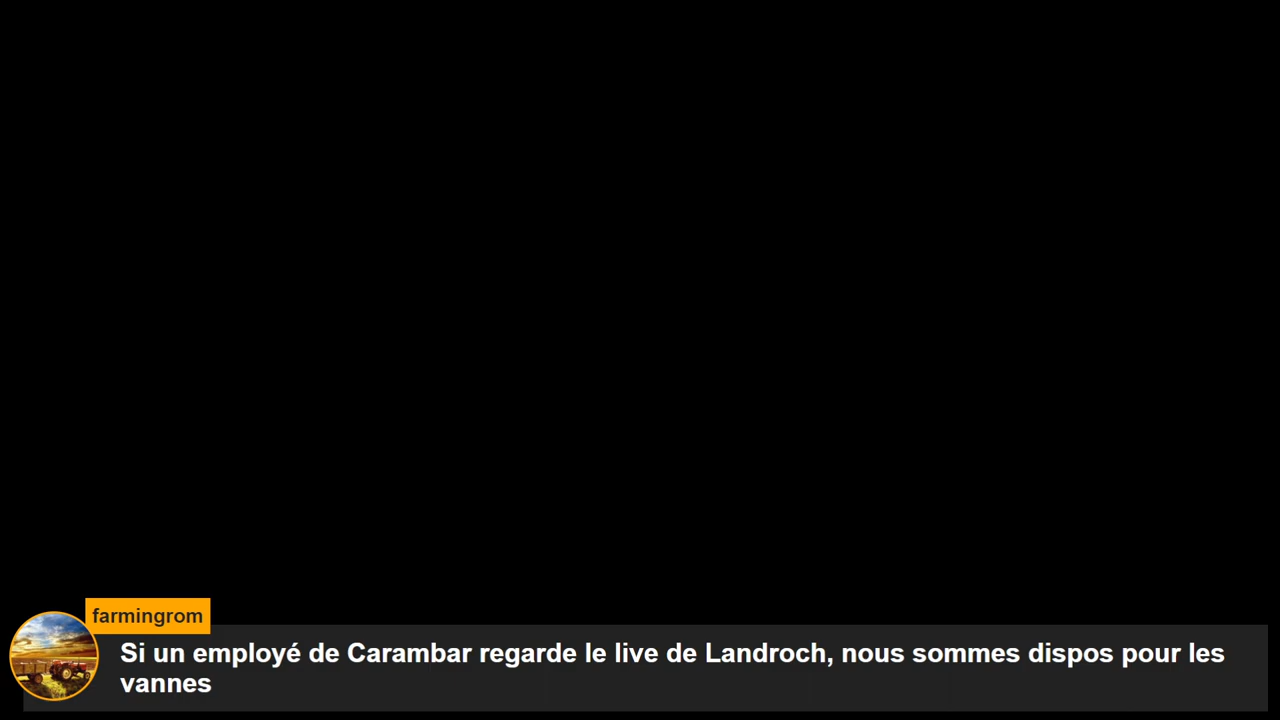 farmingrom
Si un employé de Carambar regarde le live de Landroch, nous sommes dispos pour les
vannes